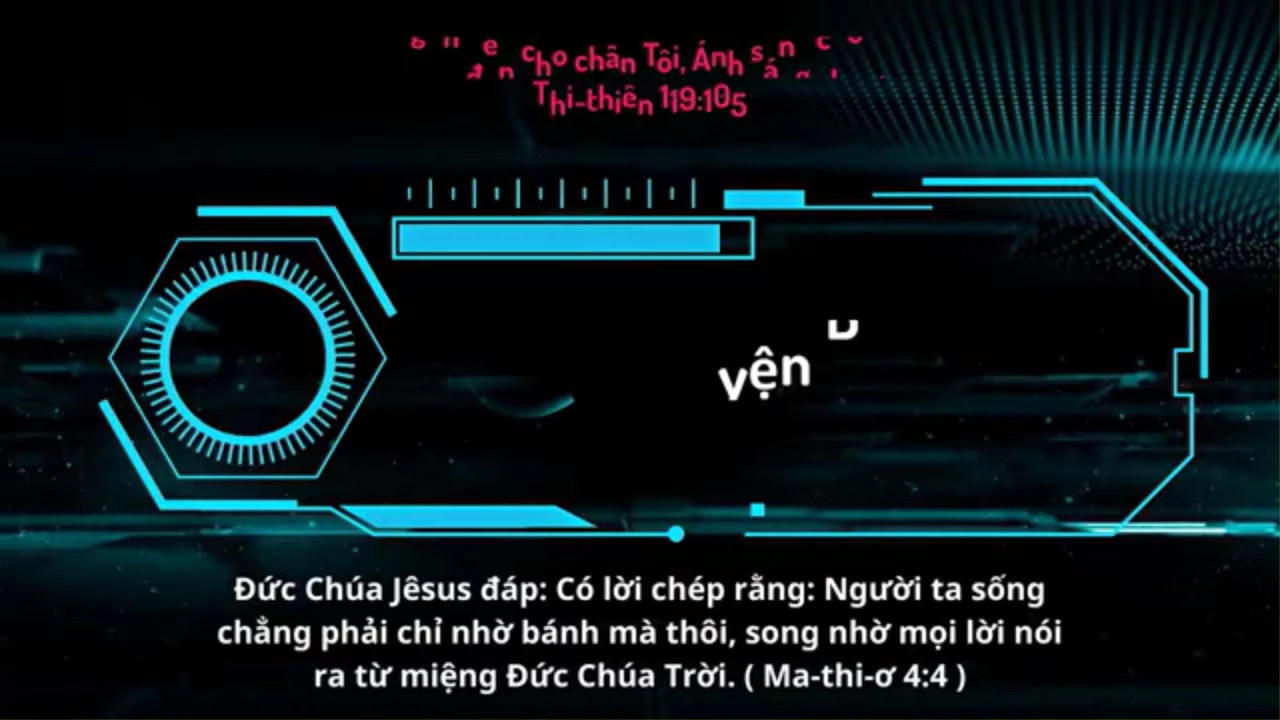 cho chân Tôi, Ánh
Thi-thiên 119:105
vện
Đức Chúa Jêsus đáp: Có lời chép rằng: Người ta sống
chẳng phải chỉ nhờ bánh mà thôi, song nhờ mọi lời nói
ra từ miệng Đức Chúa Trời. ( Ma-thi-ơ 4:4 )